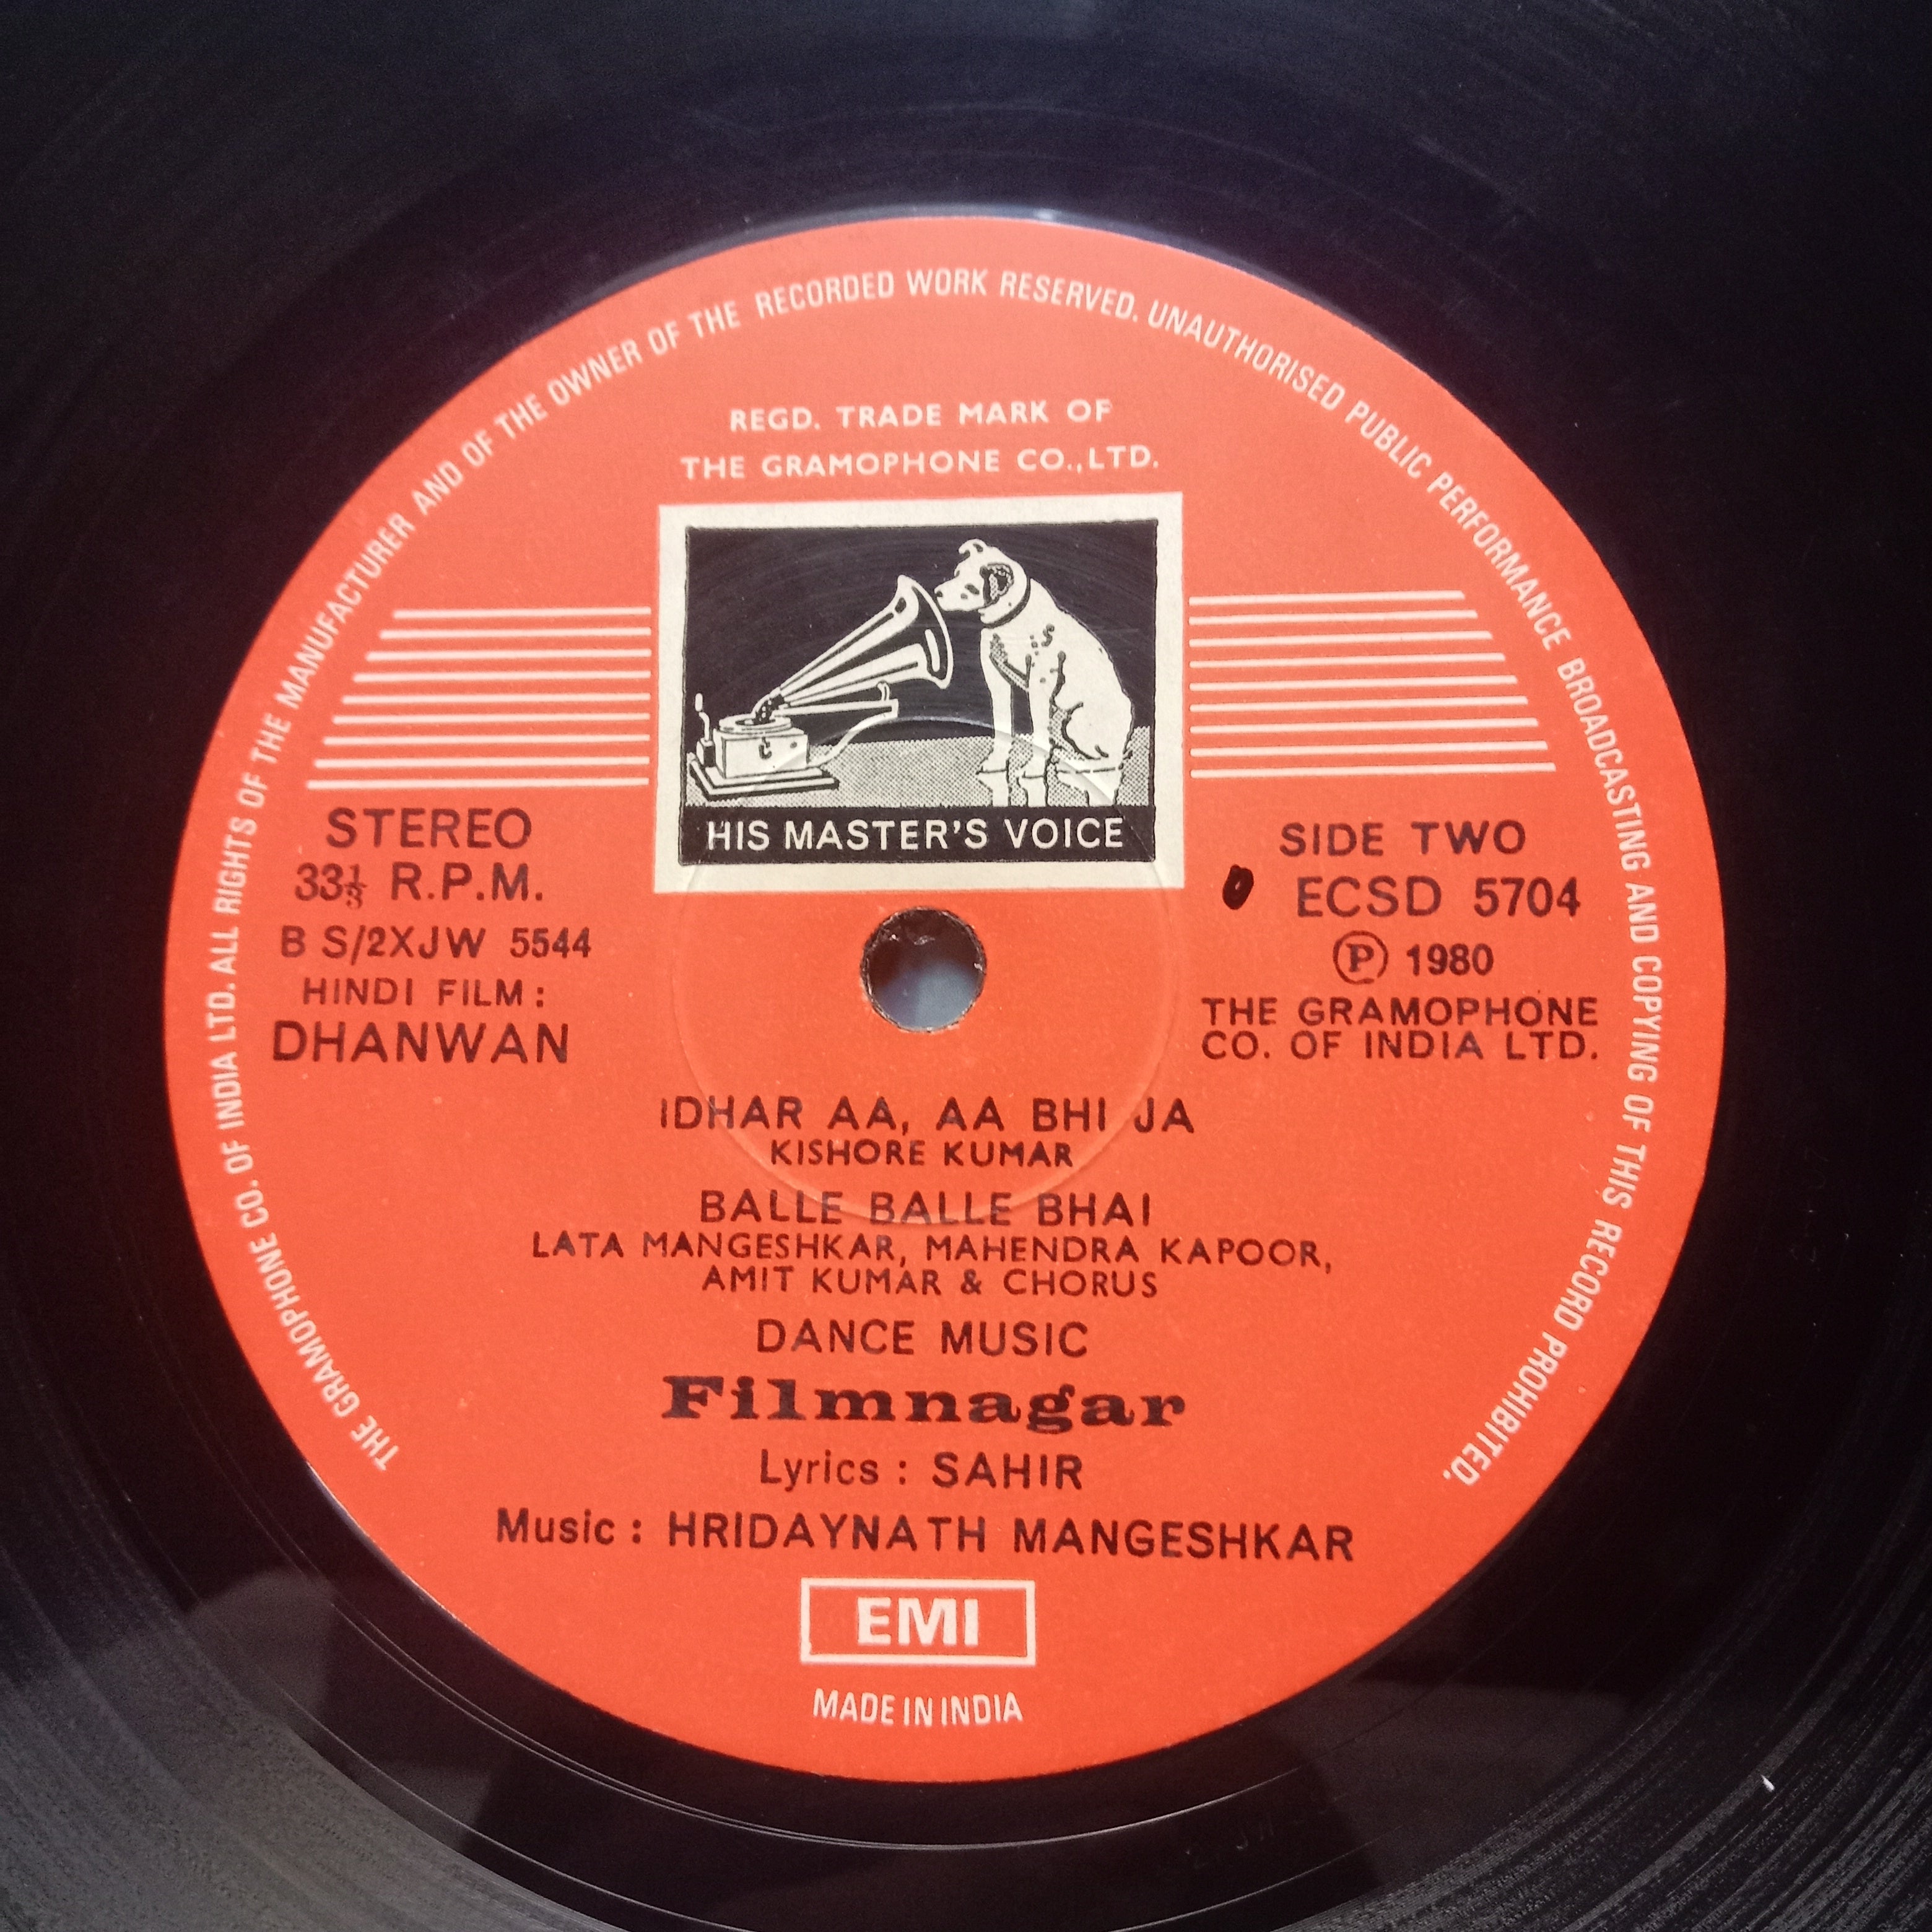 THE GRAMOPHONE CO. OF INDIA LTD. ALL RIGHTS OF THE MANUFACTURER AND OF THE OWNER OF THE RECORDED WORK RESERVED. UNAUTHORISED PUBLIC PERFORMANCE BROADCASTING AND COPYING OF THIS RECORD PROHIBITED.
REGD. TRADE MARK OF
THE GRAMOPHONE CO.,LTD.
HIS MASTER'S VOICE
STEREO
33⅓ R.P.M.
B S/2XJW 5544
HINDI FILM :
DHANWAN
SIDE TWO
ECSD 5704
Ⓟ 1980
THE GRAMOPHONE
CO. OF INDIA LTD.
IDHAR AA, AA BHI JA
KISHORE KUMAR
BALLE BALLE BHAI
LATA MANGESHKAR, MAHENDRA KAPOOR,
AMIT KUMAR & CHORUS
DANCE MUSIC
Filmnagar
Lyrics : SAHIR
Music : HRIDAYNATH MANGESHKAR
EMI
MADE IN INDIA